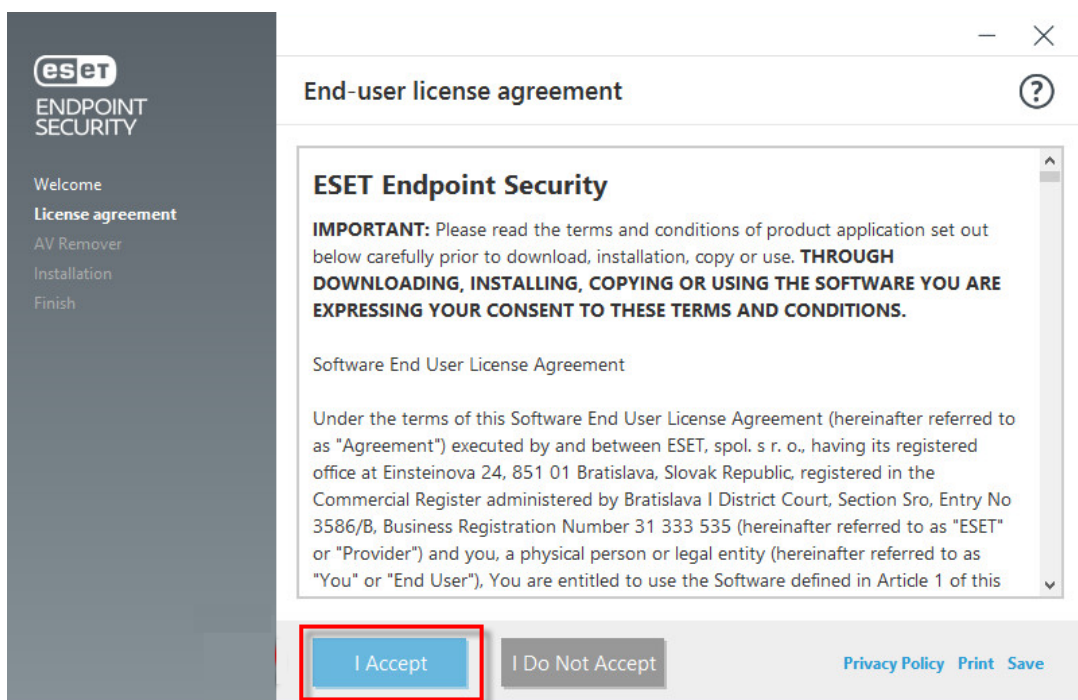 eset
ENDPOINT
SECURITY
Welcome
License agreement
AV Remover
Installation
Finish
End-user license agreement
?
ESET Endpoint Security
IMPORTANT: Please read the terms and conditions of product application set out
below carefully prior to download, installation, copy or use. THROUGH
DOWNLOADING, INSTALLING, COPYING OR USING THE SOFTWARE YOU ARE
EXPRESSING YOUR CONSENT TO THESE TERMS AND CONDITIONS.
Software End User License Agreement
Under the terms of this Software End User License Agreement (hereinafter referred to
as "Agreement") executed by and between ESET, spol. s r. o., having its registered
office at Einsteinova 24, 851 01 Bratislava, Slovak Republic, registered in the
Commercial Register administered by Bratislava I District Court, Section Sro, Entry No
3586/B, Business Registration Number 31 333 535 (hereinafter referred to as "ESET"
or "Provider") and you, a physical person or legal entity (hereinafter referred to as
"You" or "End User"), You are entitled to use the Software defined in Article 1 of this
I Accept
I Do Not Accept
Privacy Policy Print Save